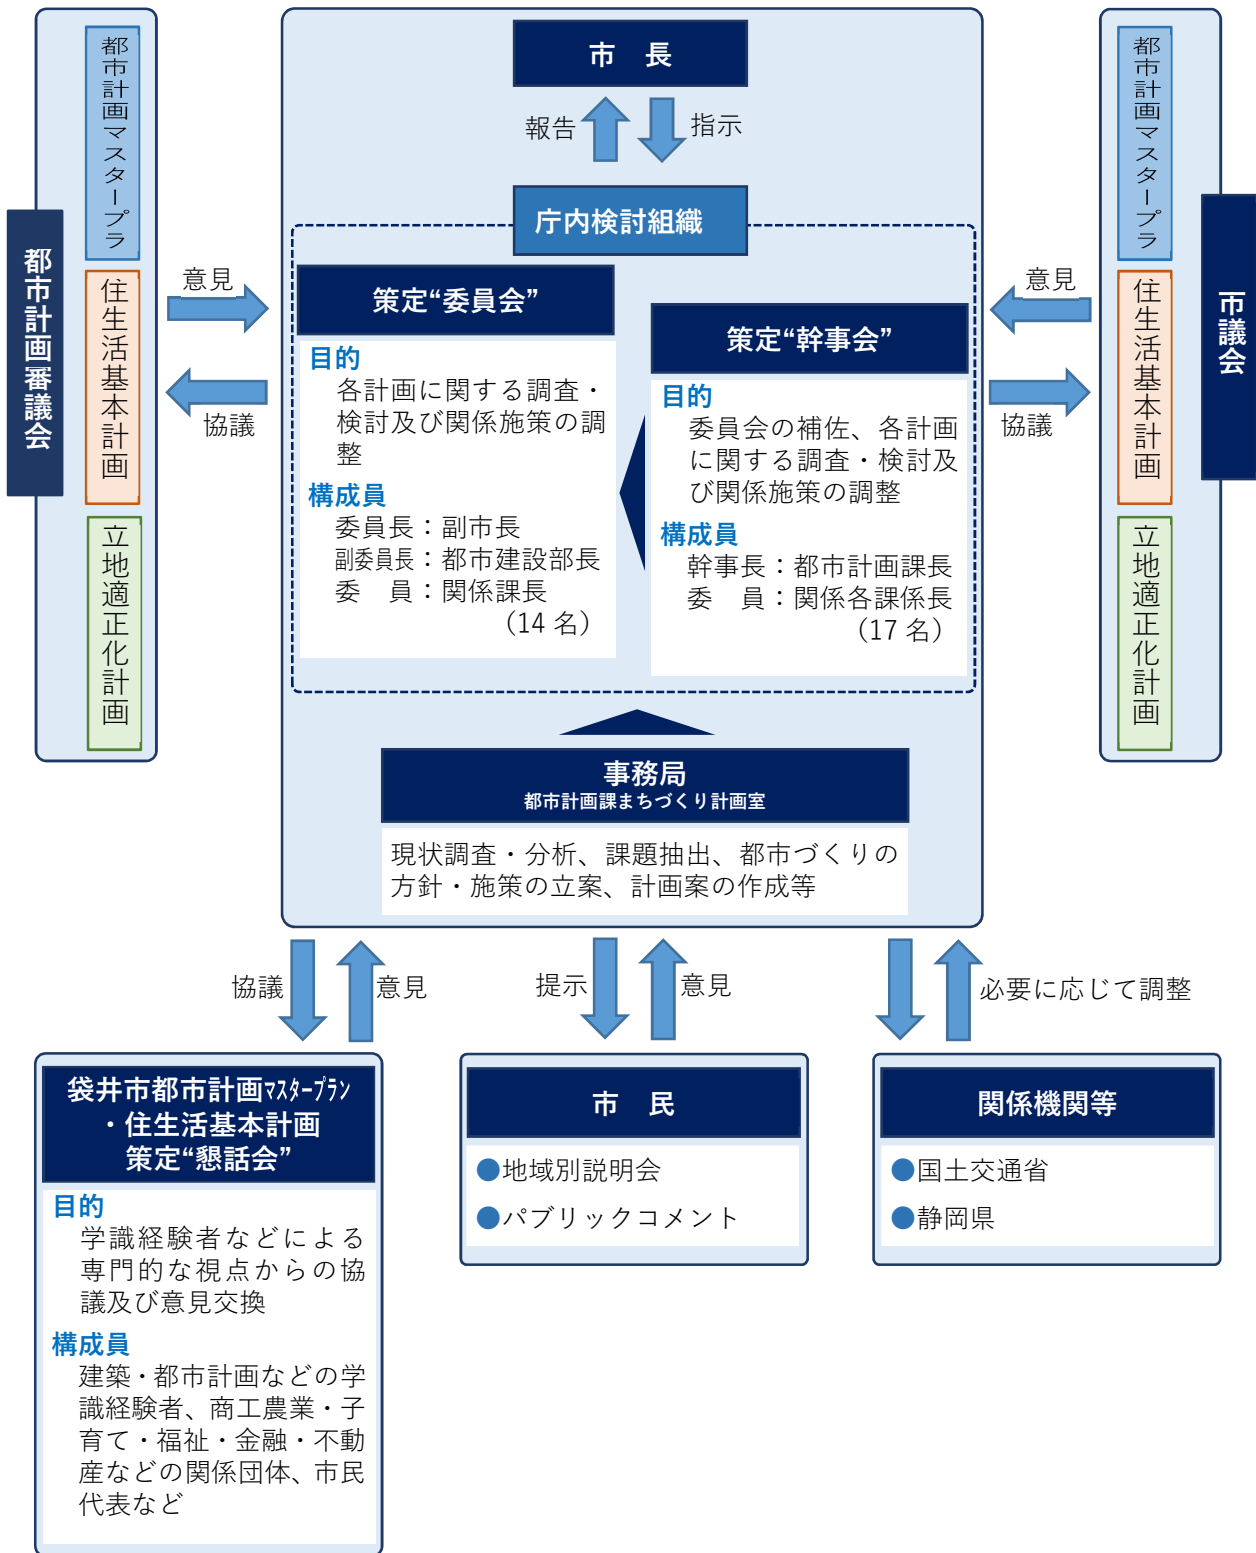 都市計画審議会
都市計画マスタープラ
住生活基本計画
立地適正化計画
意見
協議
市　長
報告
指示
庁内検討組織
策定“委員会”
目的
各計画に関する調査・
検討及び関係施策の調
整
構成員
委員長：副市長
副委員長：都市建設部長
委　員：関係課長
（14 名）
策定“幹事会”
目的
委員会の補佐、各計画
に関する調査・検討及
び関係施策の調整
構成員
幹事長：都市計画課長
委　員：関係各課係長
（17 名）
意見
協議
都市計画マスタープラ
住生活基本計画
立地適正化計画
市議会
事務局
都市計画課まちづくり計画室
現状調査・分析、課題抽出、都市づくりの
方針・施策の立案、計画案の作成等
協議
意見
提示
意見
必要に応じて調整
袋井市都市計画ﾏｽﾀｰﾌﾟﾗﾝ
・住生活基本計画
策定“懇話会”
目的
学識経験者などによる
専門的な視点からの協
議及び意見交換
構成員
建築・都市計画などの学
識経験者、商工農業・子
育て・福祉・金融・不動
産などの関係団体、市民
代表など
市　民
●地域別説明会
●パブリックコメント
関係機関等
●国土交通省
●静岡県